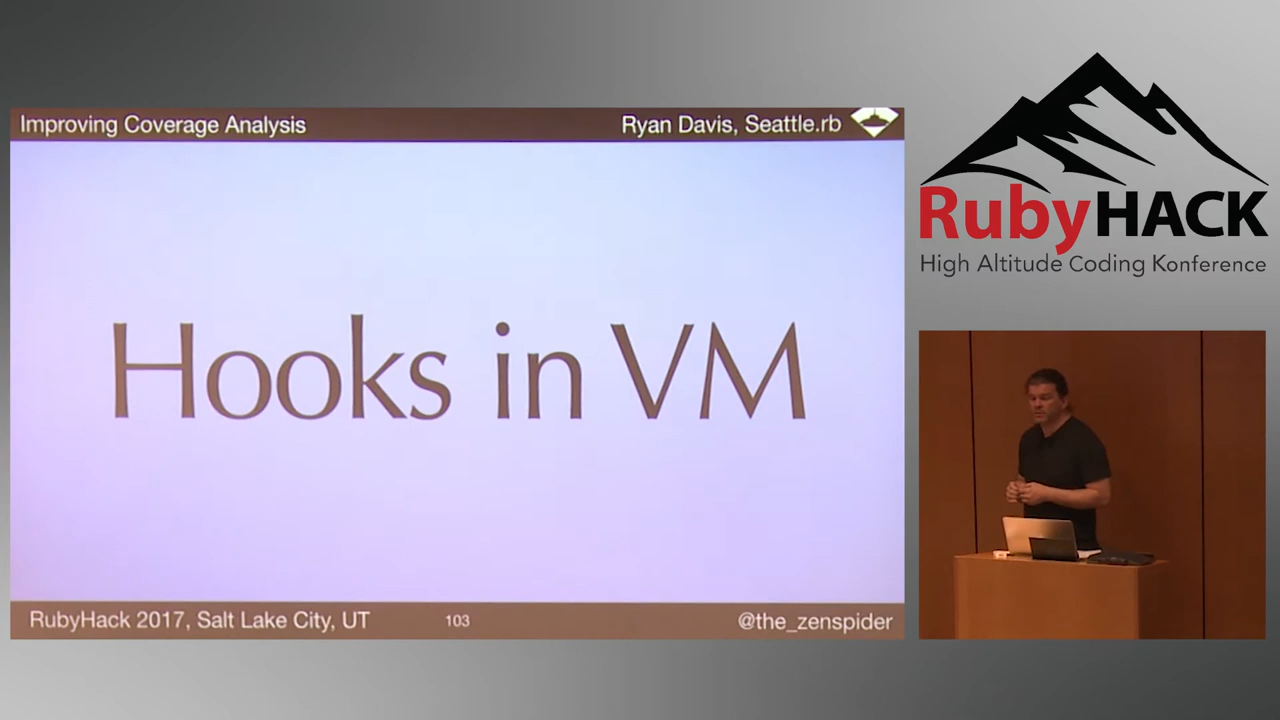 Improving Coverage Analysis
Ryan Davis, Seattle.rb
Hooks in VM
RubyHack 2017, Salt Lake City, UT
103
@the_zenspider
RubyHACK
High Altitude Coding Konference